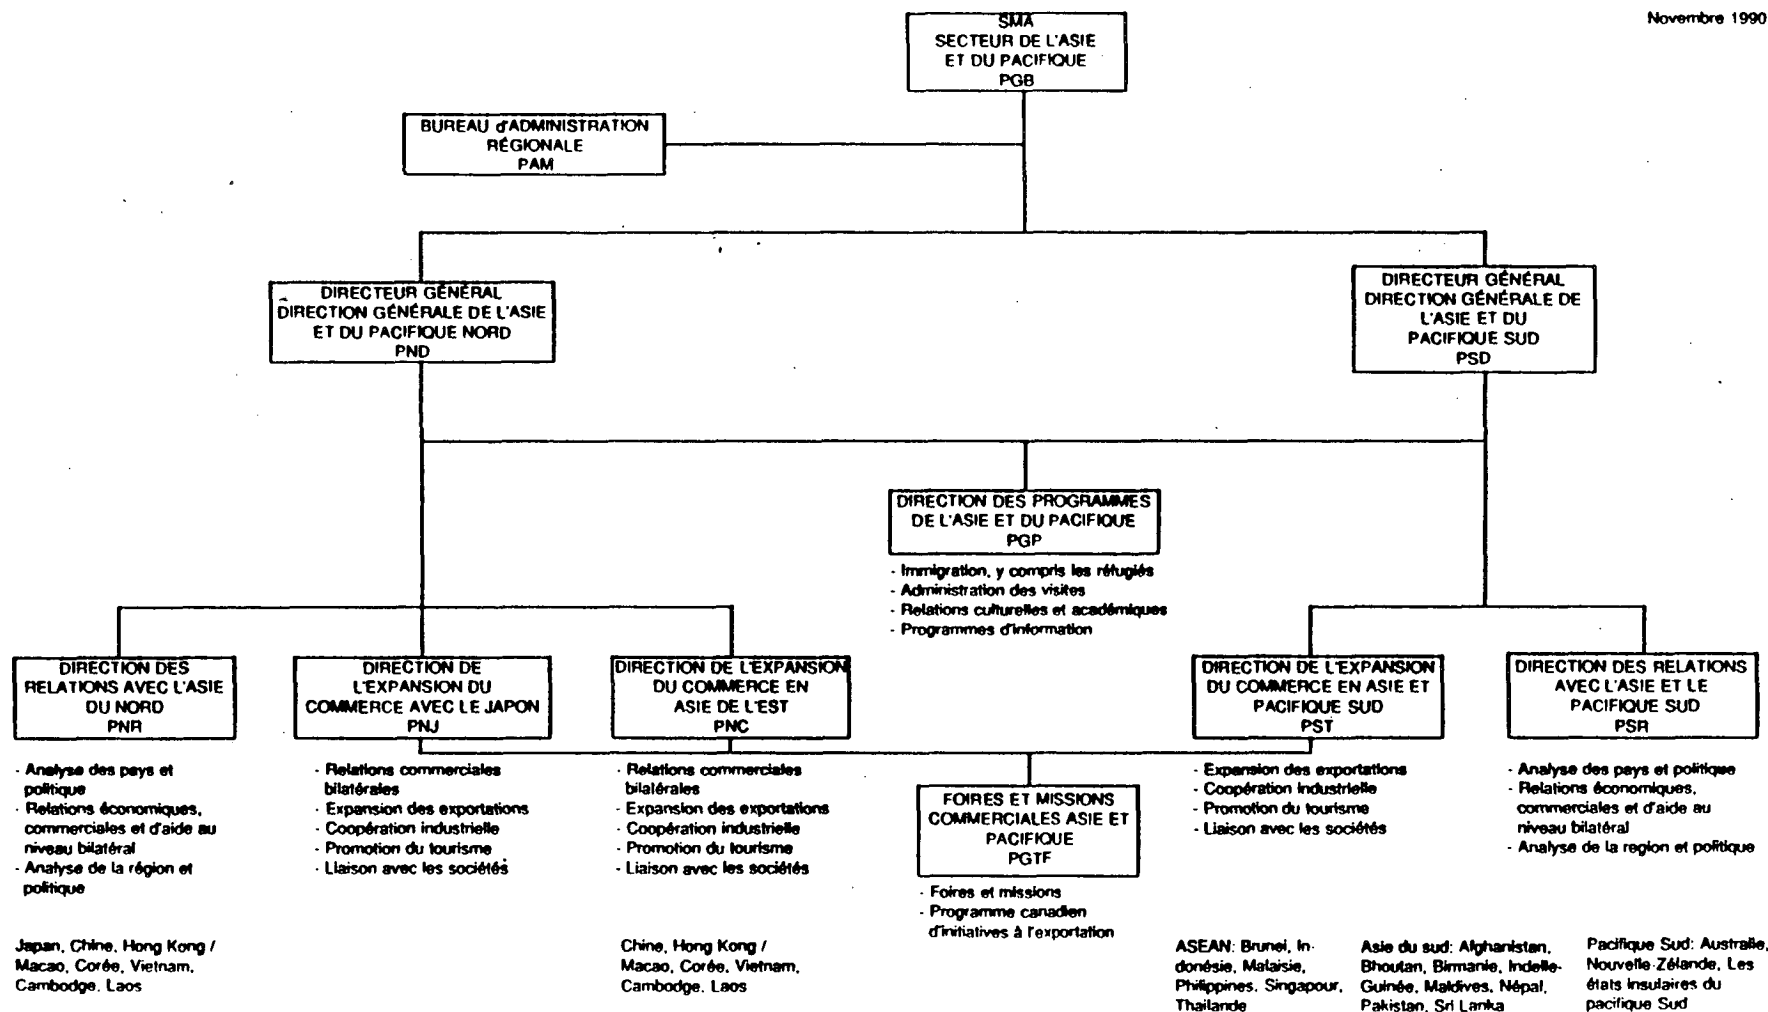 Novembre 1990
SMA
SECTEUR DE L'ASIE
ET DU PACIFIQUE
PGB
BUREAU d'ADMINISTRATION
RÉGIONALE
PAM
DIRECTEUR GÉNÉRAL
DIRECTION GÉNÉRALE DE L'ASIE
ET DU PACIFIQUE NORD
PND
DIRECTEUR GÉNÉRAL
DIRECTION GÉNÉRALE DE
L'ASIE ET DU
PACIFIQUE SUD
PSD
DIRECTION DES PROGRAMMES
DE L'ASIE ET DU PACIFIQUE
PGP
- Immigration, y compris les réfugiés
- Administration des visites
- Relations culturelles et académiques
- Programmes d'information
DIRECTION DES
RELATIONS AVEC L'ASIE
DU NORD
PNR
- Analyse des pays et
politique
- Relations économiques,
commerciales et d'aide au
niveau bilatéral
- Analyse de la région et
politique
Japan, Chine, Hong Kong /
Macao, Corée, Vietnam,
Cambodge, Laos
DIRECTION DE
L'EXPANSION DU
COMMERCE AVEC LE JAPON
PNJ
- Relations commerciales
bilatérales
- Expansion des exportations
- Coopération industrielle
- Promotion du tourisme
- Liaison avec les sociétés
DIRECTION DE L'EXPANSION
DU COMMERCE EN
ASIE DE L'EST
PNC
- Relations commerciales
bilatérales
- Expansion des exportations
- Coopération industrielle
- Promotion du tourisme
- Liaison avec les sociétés
Chine, Hong Kong /
Macao, Corée, Vietnam,
Cambodge, Laos
FOIRES ET MISSIONS
COMMERCIALES ASIE ET
PACIFIQUE
PGTF
- Foires et missions
- Programme canadien
d'initiatives à l'exportation
DIRECTION DE L'EXPANSION
DU COMMERCE EN ASIE ET
PACIFIQUE SUD
PST
- Expansion des exportations
- Coopération industrielle
- Promotion du tourisme
- Liaison avec les sociétés
DIRECTION DES RELATIONS
AVEC L'ASIE ET LE
PACIFIQUE SUD
PSR
- Analyse des pays et politique
- Relations économiques,
commerciales et d'aide au
niveau bilatéral
- Analyse de la region et politique
ASEAN: Brunei, In-
donésie, Malaisie,
Philippines, Singapour,
Thailande
Asie du sud: Afghanistan,
Bhoutan, Birmanie, Indelle-
Guinée, Maldives, Népal,
Pakistan, Sri Lanka
Pacifique Sud: Australie,
Nouvelle-Zélande, Les
états insulaires du
pacifique Sud